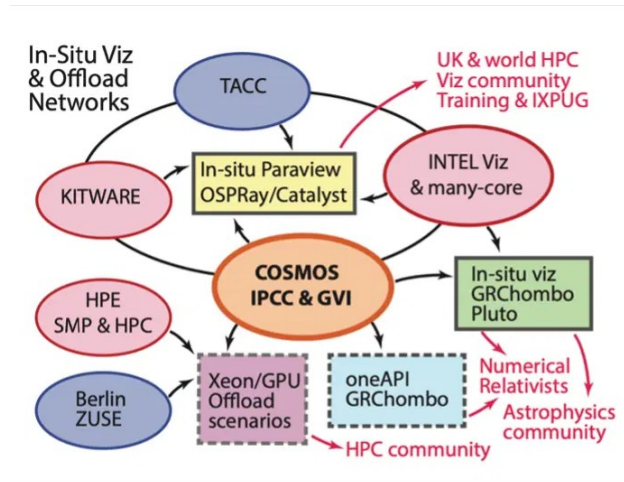 In-Situ Viz
& Offload
Networks
TACC
UK & world HPC
Viz community
Training & IXPUG
KITWARE
In-situ Paraview
OSPRay/Catalyst
INTEL Viz
& many-core
COSMOS
IPCC & GVI
In-situ viz
GRChombo
Pluto
HPE
SMP & HPC
Berlin
ZUSE
Xeon/GPU
Offload
scenarios
oneAPI
GRChombo
Numerical
Relativists
Astrophysics
community
HPC community